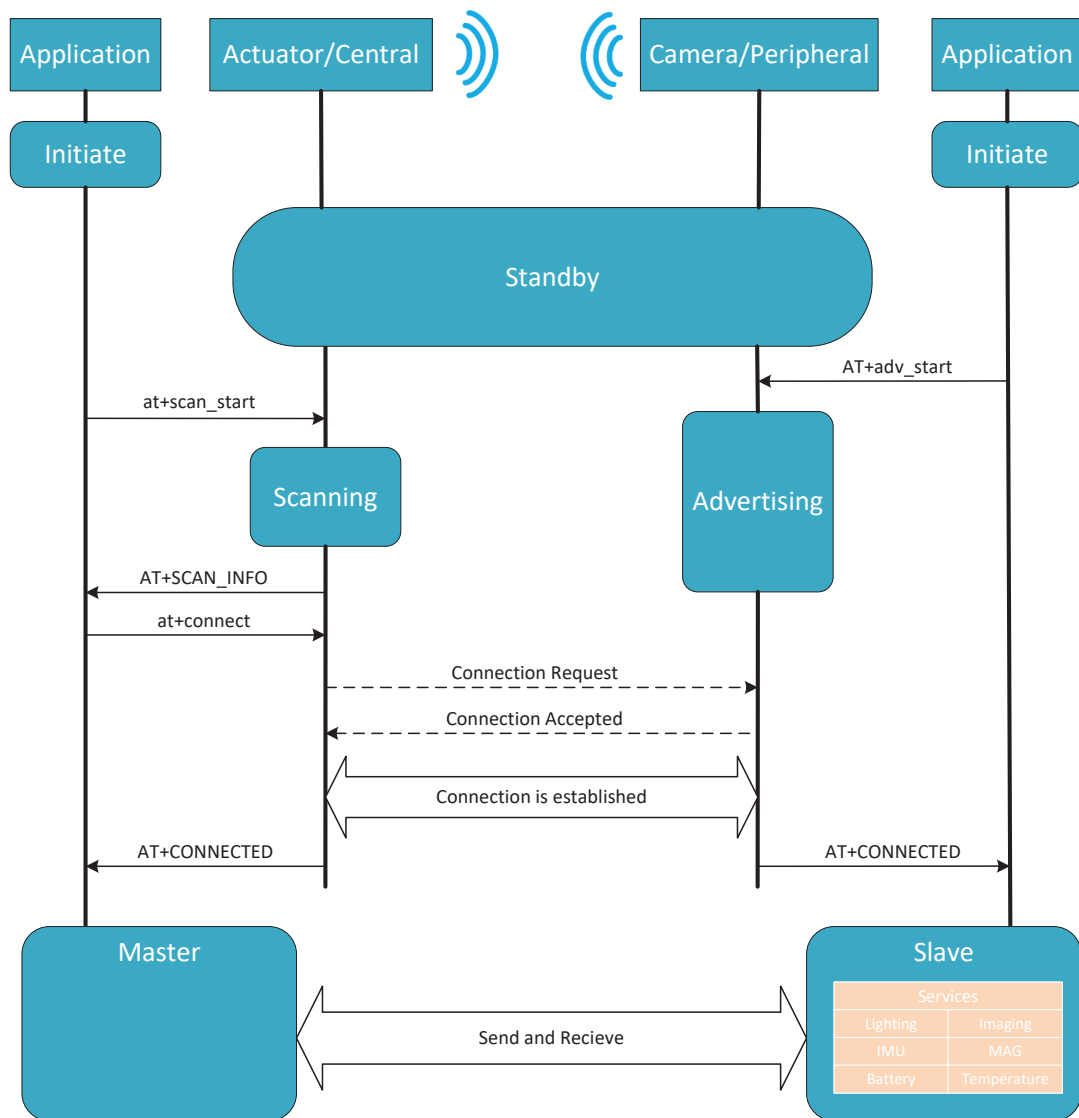 Application
Actuator/Central
Camera/Peripheral
Application
Initiate
Initiate
Standby
AT+adv_start
at+scan_start
Scanning
Advertising
AT+SCAN_INFO
at+connect
Connection Request
Connection Accepted
Connection is established
AT+CONNECTED
AT+CONNECTED
Master
Slave
Services
Lighting
Imaging
IMU
MAG
Battery
Temperature
Send and Recieve